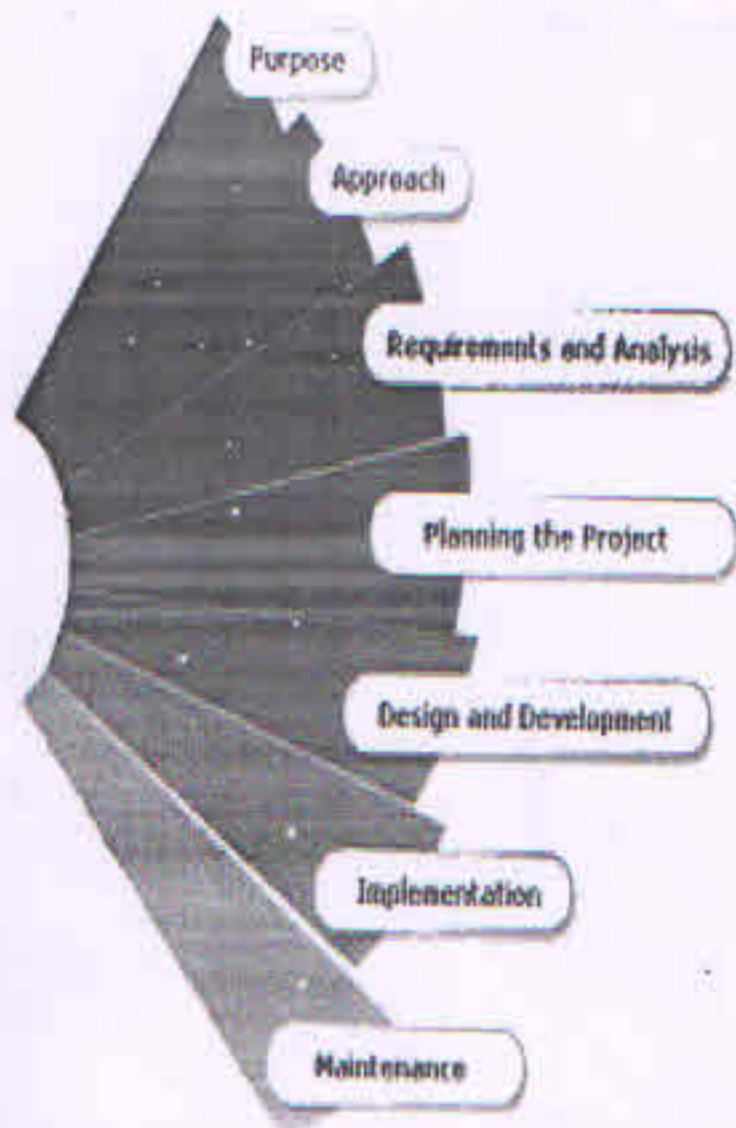 Purpose
Approach
Requirements and Analysis
Planning the Project
Design and Development
Implementation
Maintenance